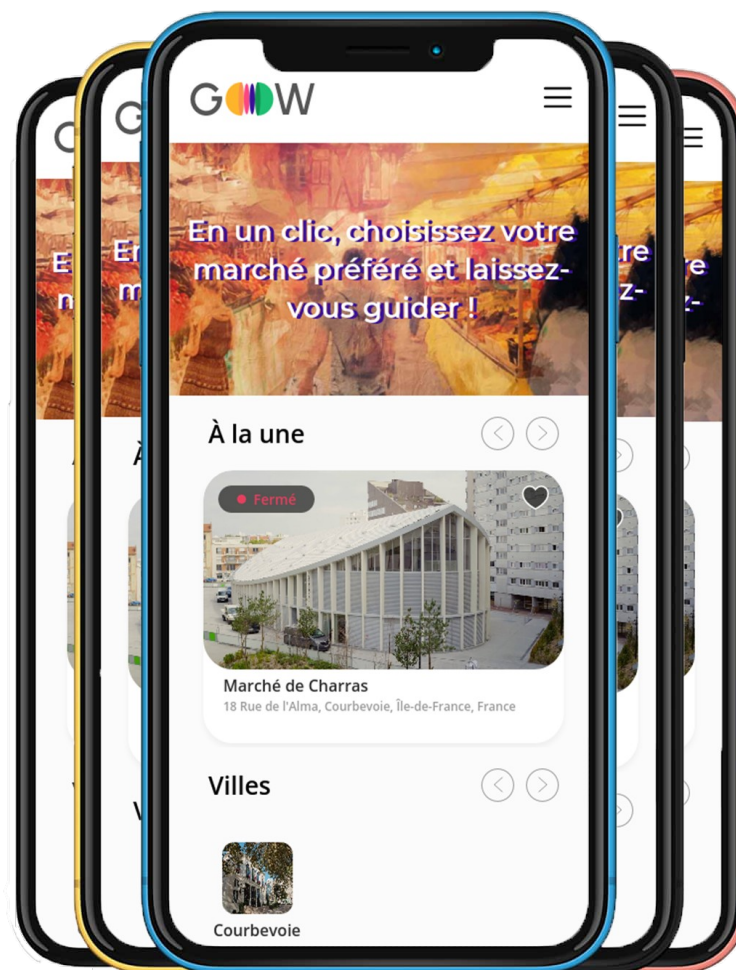 GOOW
En un clic, choisissez votre
marché préféré et laissez-
vous guider !
À la une
Fermé
Marché de Charras
18 Rue de l'Alma, Courbevoie, Île-de-France, France
Villes
Courbevoie